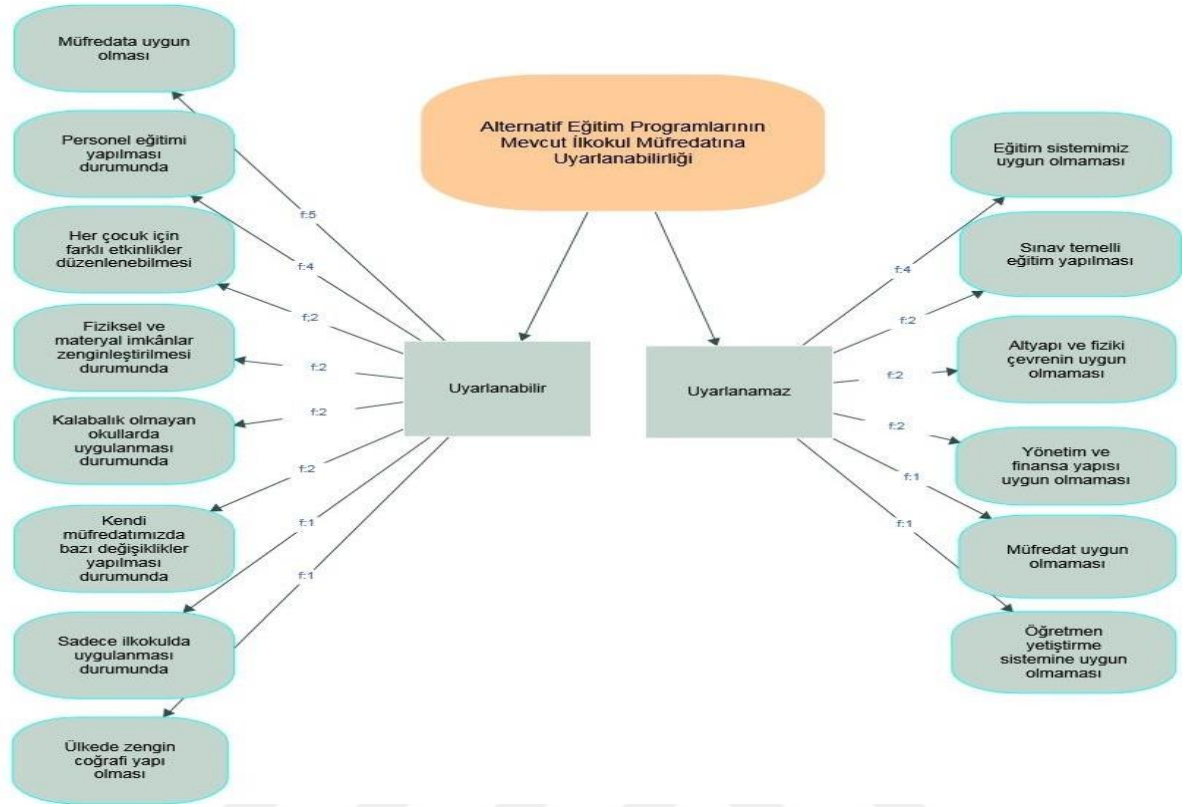 Alternatif Eğitim Programlarının
Mevcut İlkokul Müfredatına
Uyarlanabilirliği
Uyarlanabilir
Müfredata uygun
olması
f:5
Personel eğitimi
yapılması
durumunda
f:4
Her çocuk için
farklı etkinlikler
düzenlenebilmesi
f;2
Fiziksel ve
materyal imkânlar
zenginleştirilmesi
durumunda
f:2
Kalabalık olmayan
okullarda
uygulanması
durumunda
f:2
Kendi
müfredatımızda
bazı değişiklikler
yapılması
durumunda
f:2
Sadece ilkokulda
uygulanması
durumunda
f:1
Ülkede zengin
coğrafi yapı
olması
f:1
Uyarlanamaz
Eğitim sistemimiz
uygun olmaması
f:4
Sınav temelli
eğitim yapılması
f:2
Altyapı ve fiziki
çevrenin uygun
olmaması
f:2
Yönetim ve
finansa yapısı
uygun olmaması
f:2
Müfredat uygun
olmaması
f:1
Öğretmen
yetiştirme
sistemine uygun
olmaması
f:1